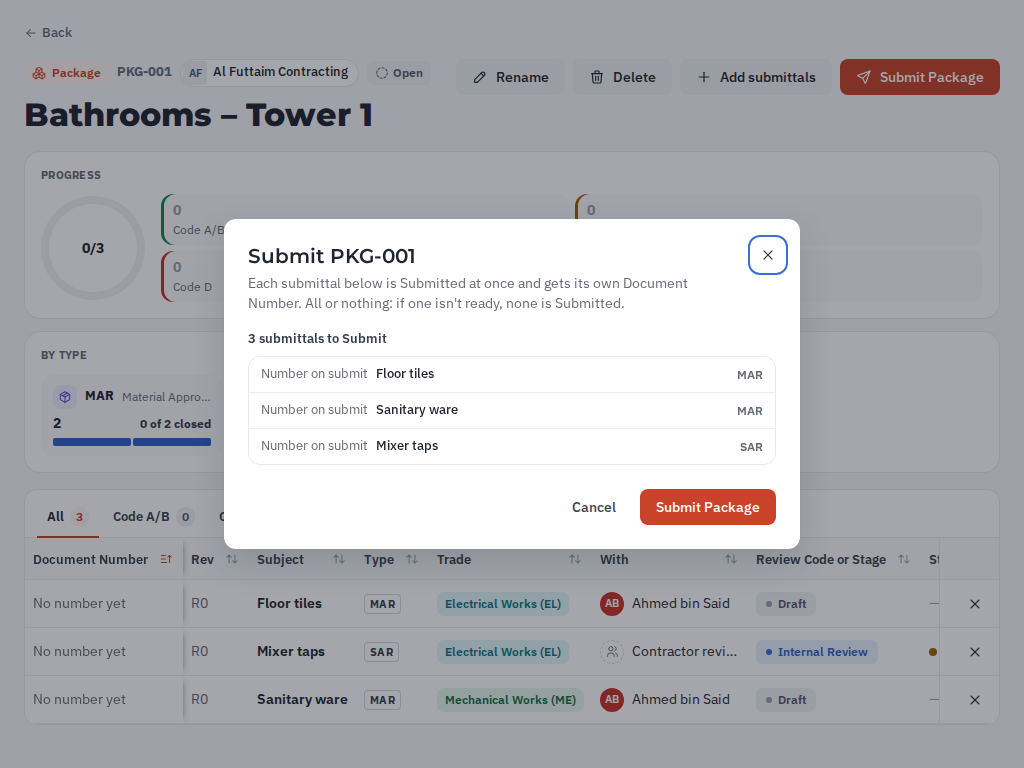 Back
Package PKG-001 AF Al Futtaim Contracting Open Rename Delete Add submittals Submit Package
Bathrooms – Tower 1
PROGRESS
0/3
0
Code A/B
0
Code D
0
Submit PKG-001
Each submittal below is Submitted at once and gets its own Document
Number. All or nothing: if one isn't ready, none is Submitted.
3 submittals to Submit
Number on submit Floor tiles MAR
Number on submit Sanitary ware MAR
Number on submit Mixer taps SAR
Cancel Submit Package
BY TYPE
MAR Material Appro...
2 0 of 2 closed
All 3 Code A/B 0
Document Number Rev Subject Type Trade With Review Code or Stage
No number yet R0 Floor tiles MAR Electrical Works (EL) AB Ahmed bin Said Draft —
No number yet R0 Mixer taps SAR Electrical Works (EL) Contractor revi... Internal Review
No number yet R0 Sanitary ware MAR Mechanical Works (ME) AB Ahmed bin Said Draft —